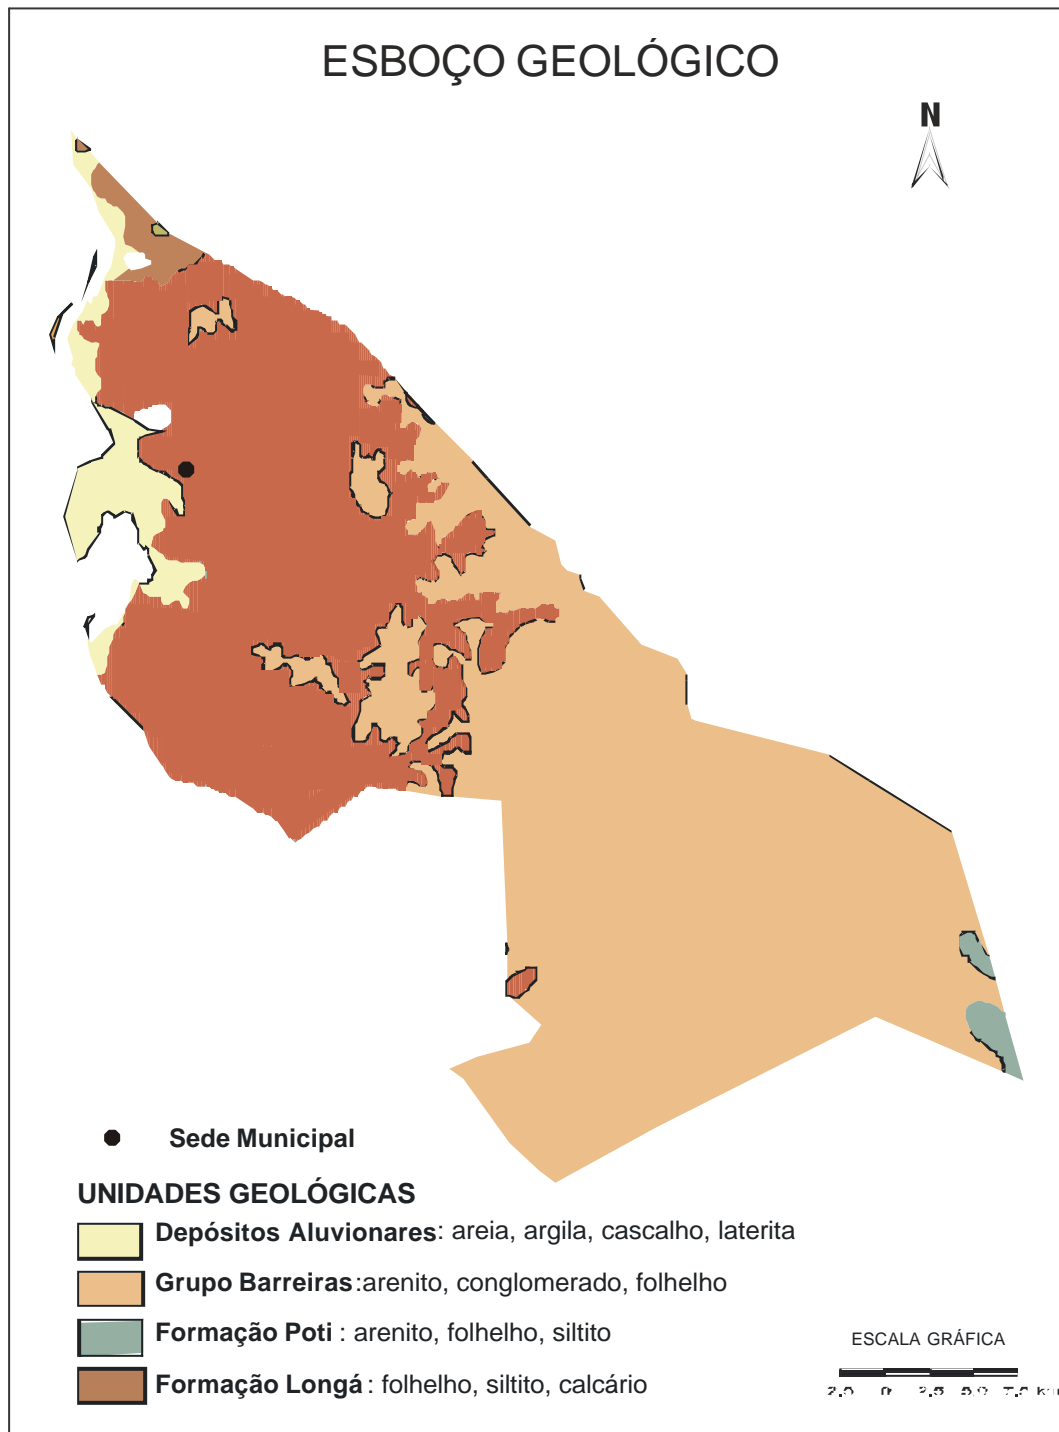 ESBOÇO GEOLÓGICO
N
Sede Municipal
UNIDADES GEOLÓGICAS
Depósitos Aluvionares: areia, argila, cascalho, laterita
Grupo Barreiras:arenito, conglomerado, folhelho
Formação Poti : arenito, folhelho, siltito
Formação Longá : folhelho, siltito, calcário
ESCALA GRÁFICA